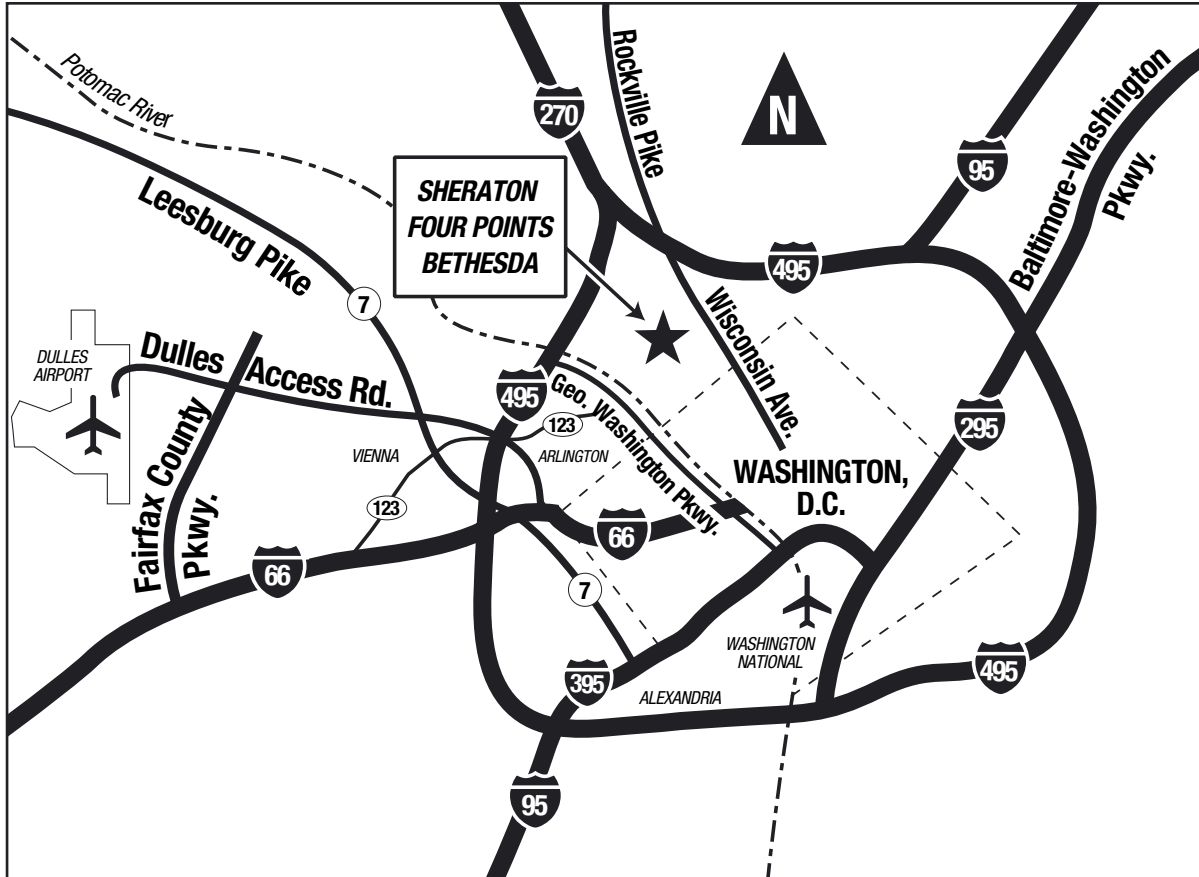 Potomac River
Rockville Pike
270
N
95
Baltimore-Washington
Pkwy.
SHERATON
FOUR POINTS
BETHESDA
Leesburg Pike
7
495
Wisconsin Ave.
DULLES
AIRPORT
Dulles Access Rd.
495
Geo. Washington Pkwy.
123
295
VIENNA
ARLINGTON
WASHINGTON,
D.C.
Fairfax County
Pkwy.
123
66
66
7
WASHINGTON
NATIONAL
395
ALEXANDRIA
495
95